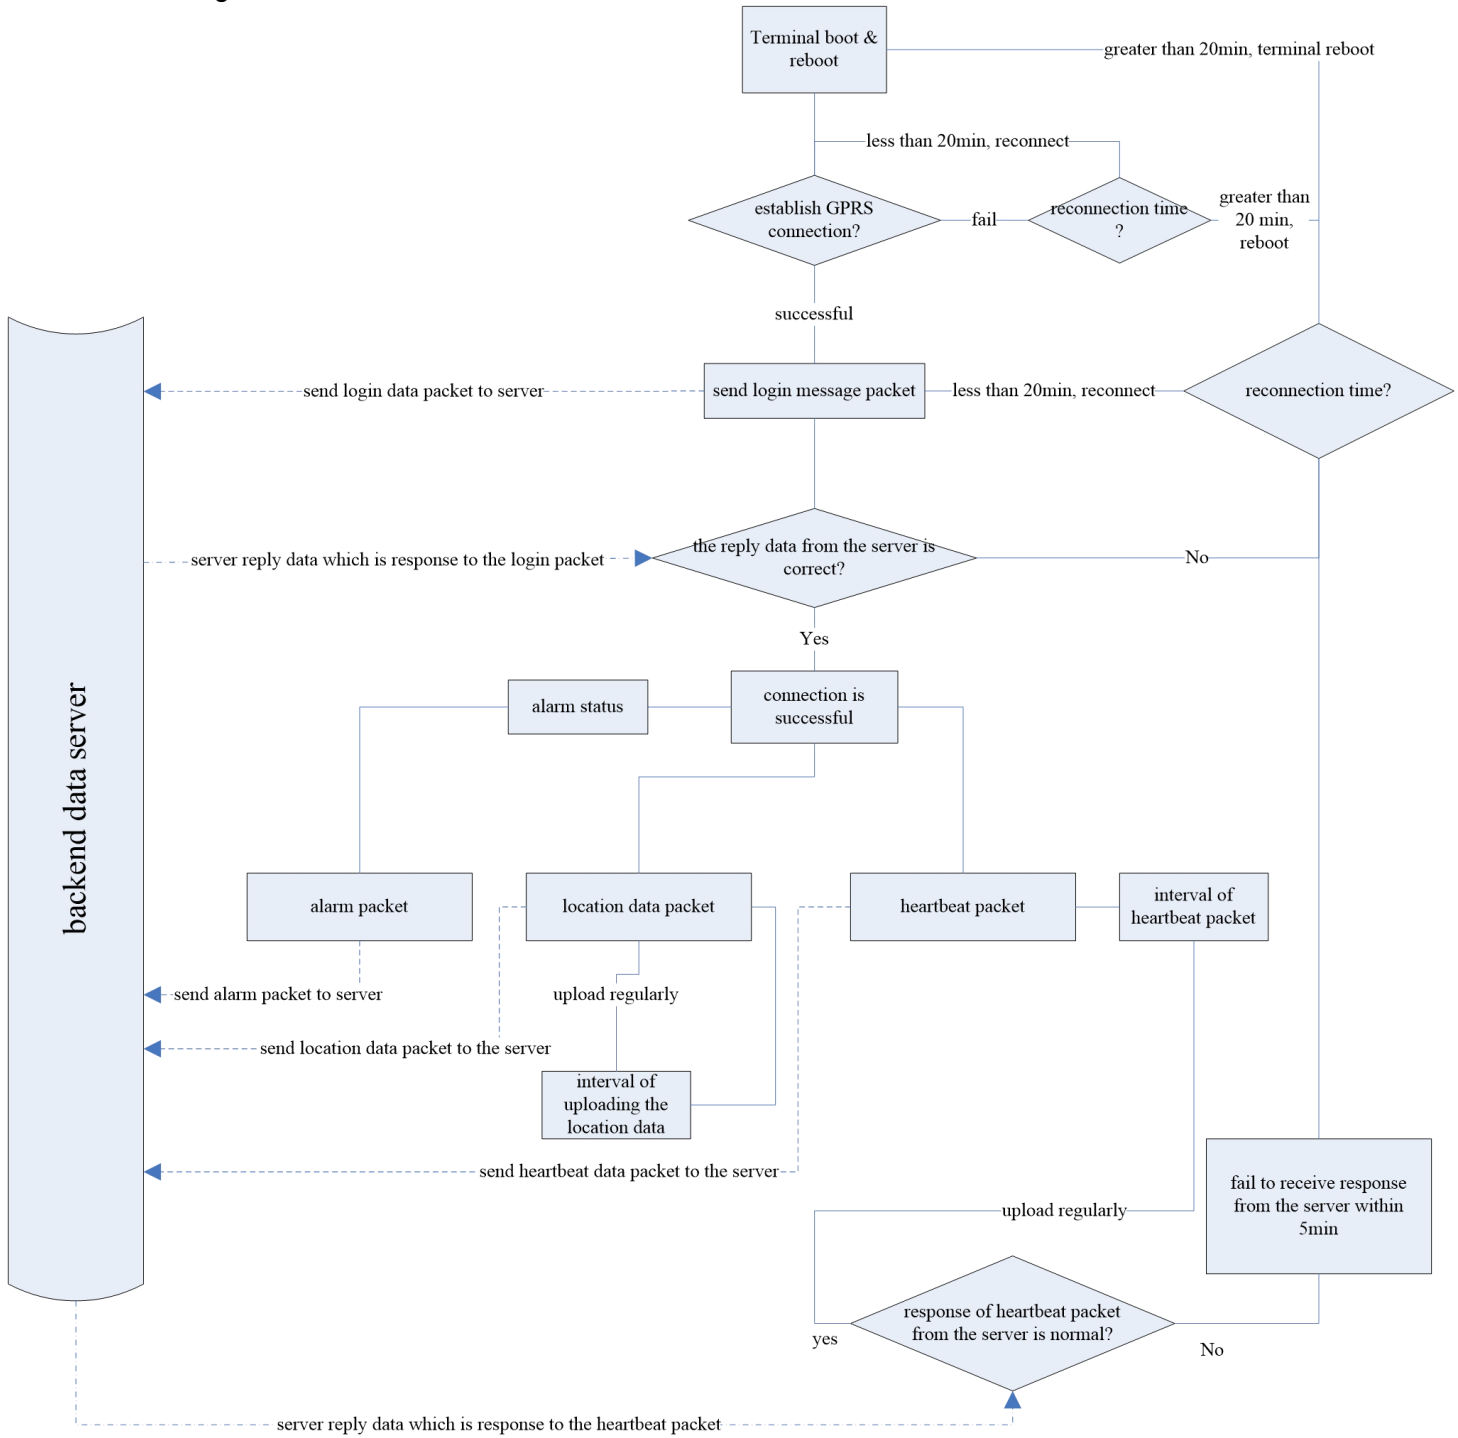 Terminal boot &
reboot
greater than 20min, terminal reboot
less than 20min, reconnect
establish GPRS
connection?
fail
reconnection time
?
greater than
20 min,
reboot
successful
send login data packet to server
send login message packet
less than 20min, reconnect
reconnection time?
server reply data which is response to the login packet
the reply data from the server is
correct?
No
Yes
alarm status
connection is
successful
backend data server
alarm packet
location data packet
heartbeat packet
interval of
heartbeat packet
send alarm packet to server
upload regularly
send location data packet to the server
interval of
uploading the
location data
send heartbeat data packet to the server
fail to receive response
from the server within
5min
upload regularly
response of heartbeat packet
from the server is normal?
yes
No
server reply data which is response to the heartbeat packet